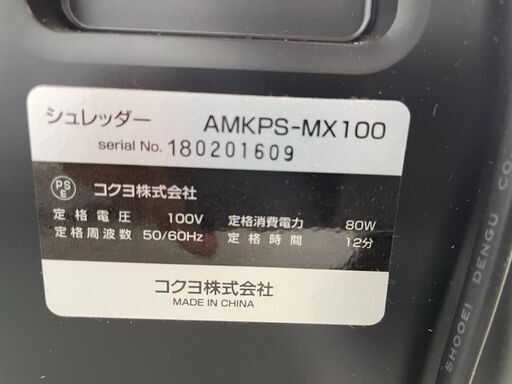 シュレッダー AMKPS-MX100
serial No. 180201609
PS
E
コクヨ株式会社
定格電圧 100V 定格消費電力 80W
定格周波数 50/60Hz 定格時間 12分
コクヨ株式会社
MADE IN CHINA
SHOOEI DENGU CO